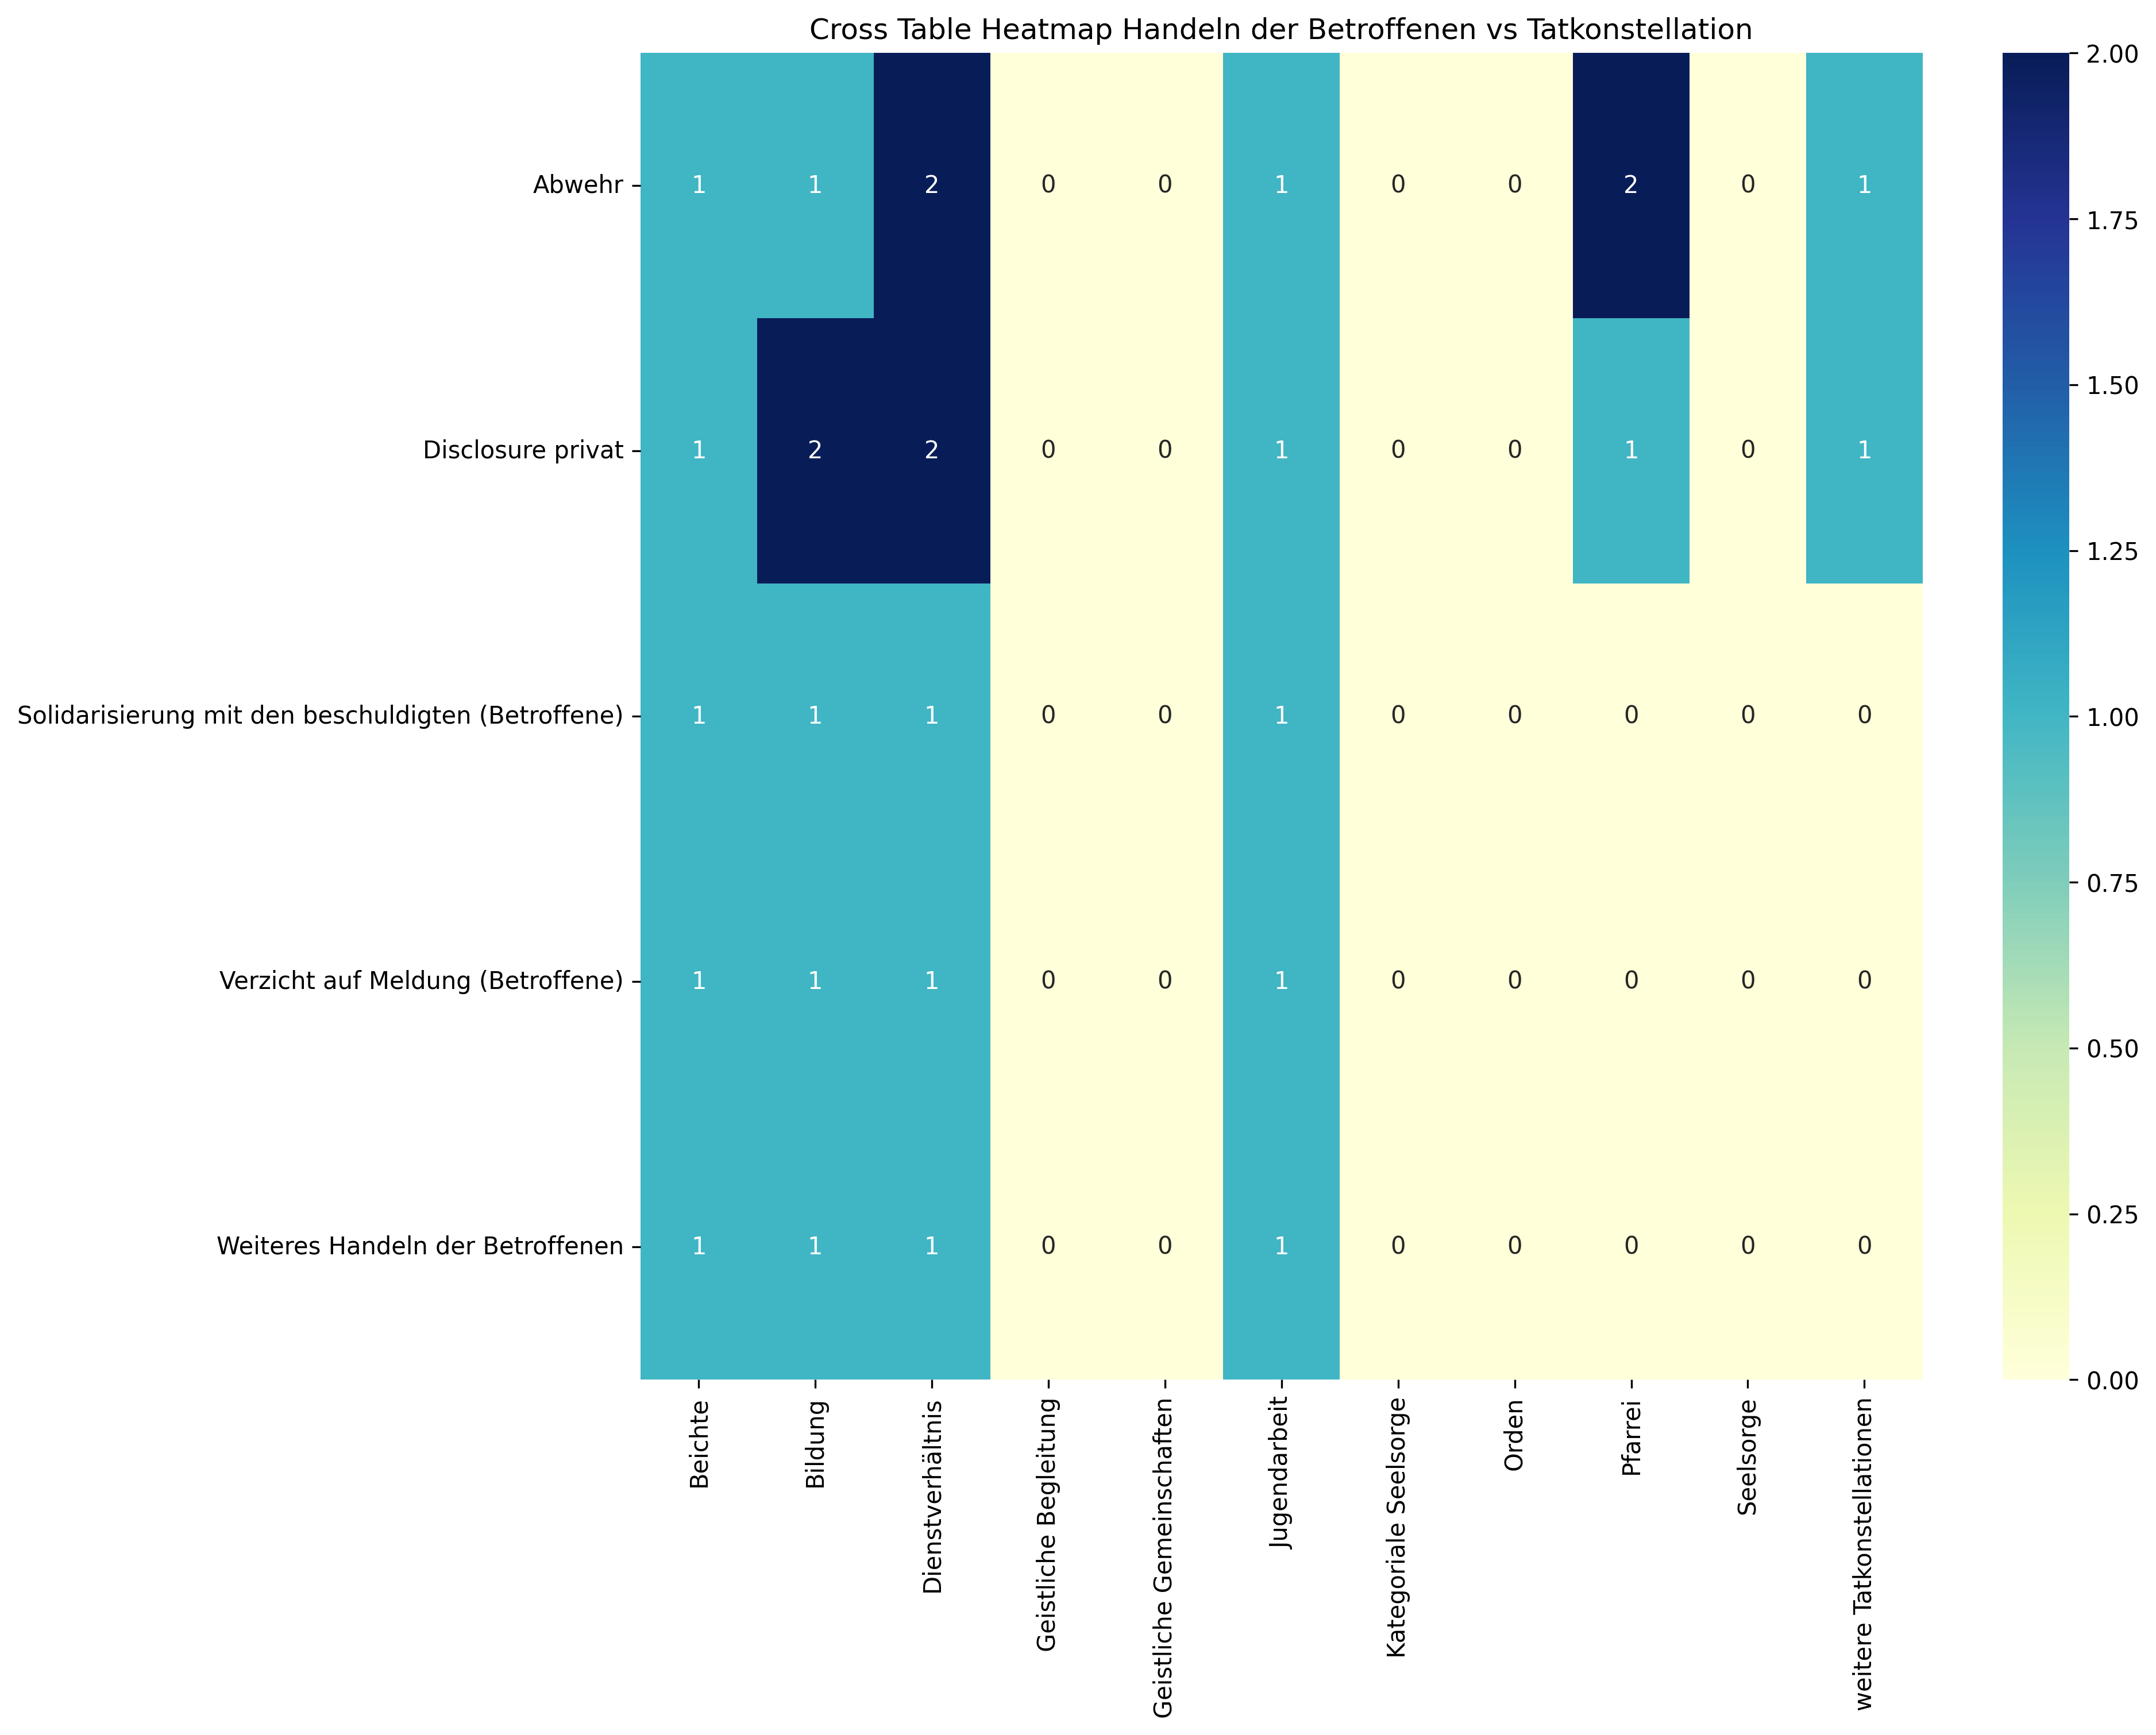 Cross Table Heatmap Handeln der Betroffenen vs Tatkonstellation
Abwehr 1 1 2 0 0 1 0 0 2 0 1
Disclosure privat 1 2 2 0 0 1 0 0 1 0 1
Solidarisierung mit den beschuldigten (Betroffene) 1 1 1 0 0 1 0 0 0 0 0
Verzicht auf Meldung (Betroffene) 1 1 1 0 0 1 0 0 0 0 0
Weiteres Handeln der Betroffenen 1 1 1 0 0 1 0 0 0 0 0
Beichte
Bildung
Dienstverhältnis
Geistliche Begleitung
Geistliche Gemeinschaften
Jugendarbeit
Kategoriale Seelsorge
Orden
Pfarrei
Seelsorge
weitere Tatkonstellationen
2.00
1.75
1.50
1.25
1.00
0.75
0.50
0.25
0.00